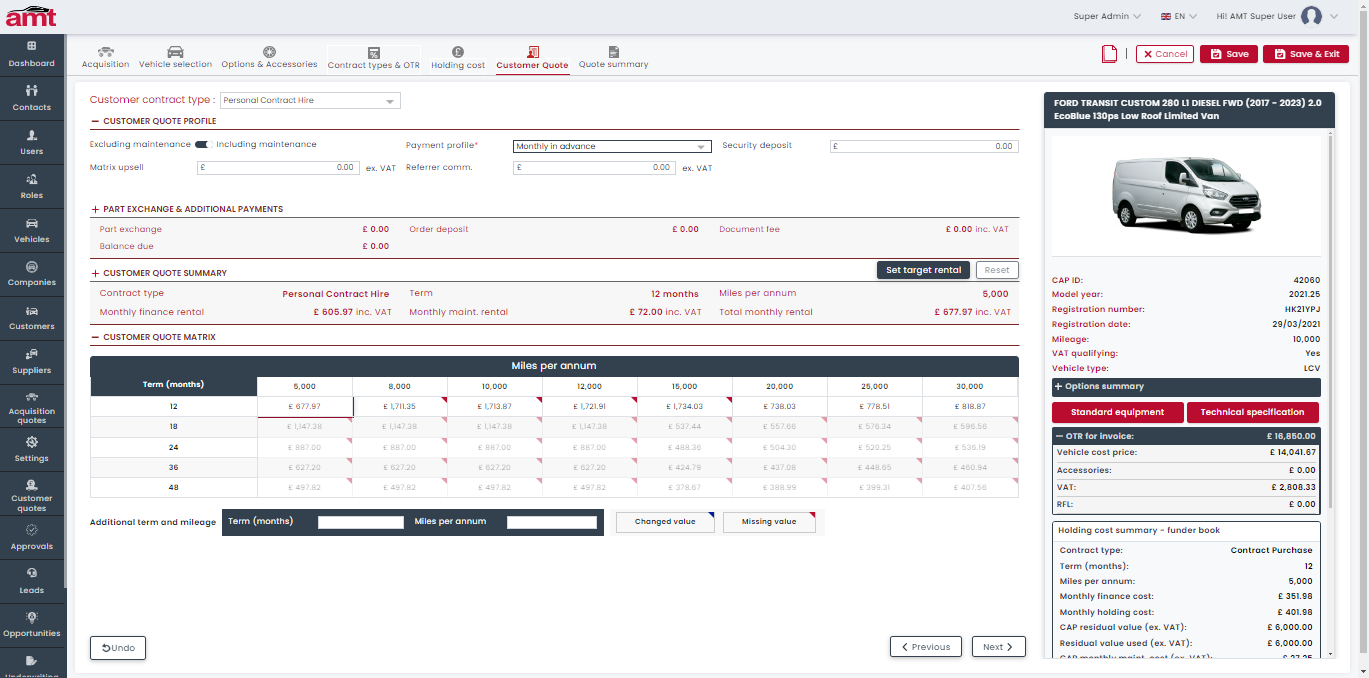 amt
Super Admin
EN
Hi! AMT Super User
Dashboard
Contacts
Users
Roles
Vehicles
Companies
Customers
Suppliers
Acquisition quotes
Settings
Customer quotes
Approvals
Leads
Opportunities
Underwriting
Acquisition
Vehicle selection
Options & Accessories
Contract types & OTR
Holding cost
Customer Quote
Quote summary
Cancel
Save
Save & Exit
Customer contract type : Personal Contract Hire
CUSTOMER QUOTE PROFILE
Excluding maintenance Including maintenance Payment profile* Monthly in advance Security deposit £ 0.00
Matrix upsell £ 0.00 ex. VAT Referrer comm. £ 0.00 ex. VAT
PART EXCHANGE & ADDITIONAL PAYMENTS
Part exchange £ 0.00 Order deposit £ 0.00 Document fee £ 0.00 inc. VAT
Balance due £ 0.00
CUSTOMER QUOTE SUMMARY Set target rental Reset
Contract type Personal Contract Hire Term 12 months Miles per annum 5,000
Monthly finance rental £ 605.97 inc. VAT Monthly maint. rental £ 72.00 inc. VAT Total monthly rental £ 677.97 inc. VAT
CUSTOMER QUOTE MATRIX
Term (months) Miles per annum
5,000 8,000 10,000 12,000 15,000 20,000 25,000 30,000
12 £ 677.97 £ 1,711.35 £ 1,713.87 £ 1,721.91 £ 1,734.03 £ 738.03 £ 778.51 £ 818.87
18 £ 1,147.38 £ 1,147.38 £ 1,147.38 £ 1,147.38 £ 537.44 £ 557.66 £ 576.34 £ 596.56
24 £ 887.00 £ 887.00 £ 887.00 £ 887.00 £ 488.36 £ 504.30 £ 520.25 £ 536.19
36 £ 627.20 £ 627.20 £ 627.20 £ 627.20 £ 424.79 £ 437.08 £ 448.65 £ 460.94
48 £ 497.82 £ 497.82 £ 497.82 £ 497.82 £ 378.67 £ 388.99 £ 399.31 £ 407.56
Additional term and mileage Term (months) Miles per annum Changed value Missing value
Undo
Previous
Next
FORD TRANSIT CUSTOM 280 L1 DIESEL FWD (2017 - 2023) 2.0
EcoBlue 130ps Low Roof Limited Van
CAP ID: 42060
Model year: 2021.25
Registration number: HK21YPJ
Registration date: 29/03/2021
Mileage: 10,000
VAT qualifying: Yes
Vehicle type: LCV
Options summary
Standard equipment
Technical specification
OTR for invoice: £ 16,850.00
Vehicle cost price: £ 14,041.67
Accessories: £ 0.00
VAT: £ 2,808.33
RFL: £ 0.00
Holding cost summary - funder book
Contract type: Contract Purchase
Term (months): 12
Miles per annum: 5,000
Monthly finance cost: £ 351.98
Monthly holding cost: £ 401.98
CAP residual value (ex. VAT): £ 6,000.00
Residual value used (ex. VAT): £ 6,000.00
CAP monthly maint. cost (ex. VAT): £ 27.25